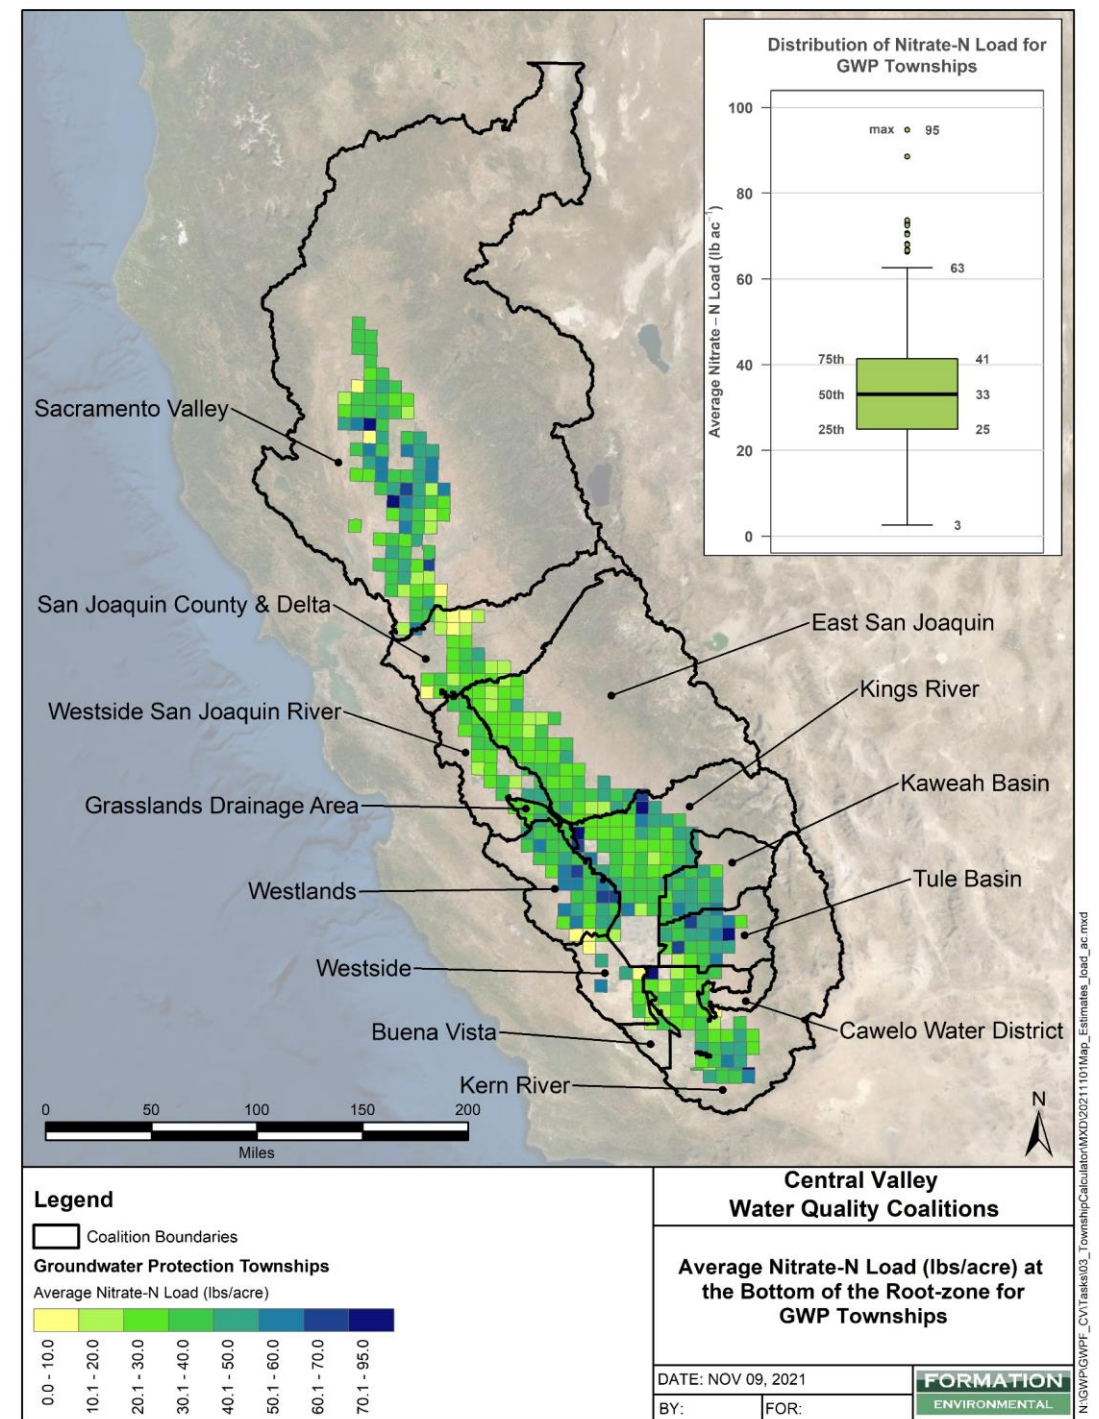 Distribution of Nitrate-N Load for
GWP Townships
Average Nitrate – N Load (lb ac⁻¹)
100
80
60
40
20
0
max 95
63
75th 41
50th 33
25th 25
3
Sacramento Valley
San Joaquin County & Delta
East San Joaquin
Kings River
Westside San Joaquin River
Kaweah Basin
Grasslands Drainage Area
Tule Basin
Westlands
Westside
Buena Vista
Cawelo Water District
Kern River
0 50 100 150 200
Miles
N
Legend
Coalition Boundaries
Groundwater Protection Townships
Average Nitrate-N Load (lbs/acre)
0.0 - 10.0
10.1 - 20.0
20.1 - 30.0
30.1 - 40.0
40.1 - 50.0
50.1 - 60.0
60.1 - 70.0
70.1 - 95.0
Central Valley
Water Quality Coalitions
Average Nitrate-N Load (lbs/acre) at
the Bottom of the Root-zone for
GWP Townships
DATE: NOV 09, 2021
BY: FOR:
FORMATION
ENVIRONMENTAL
N:\GWP\GWPF_CV\Tasks\03_TownshipCalculator\MXD\20211101Map_Estimates_load_ac.mxd